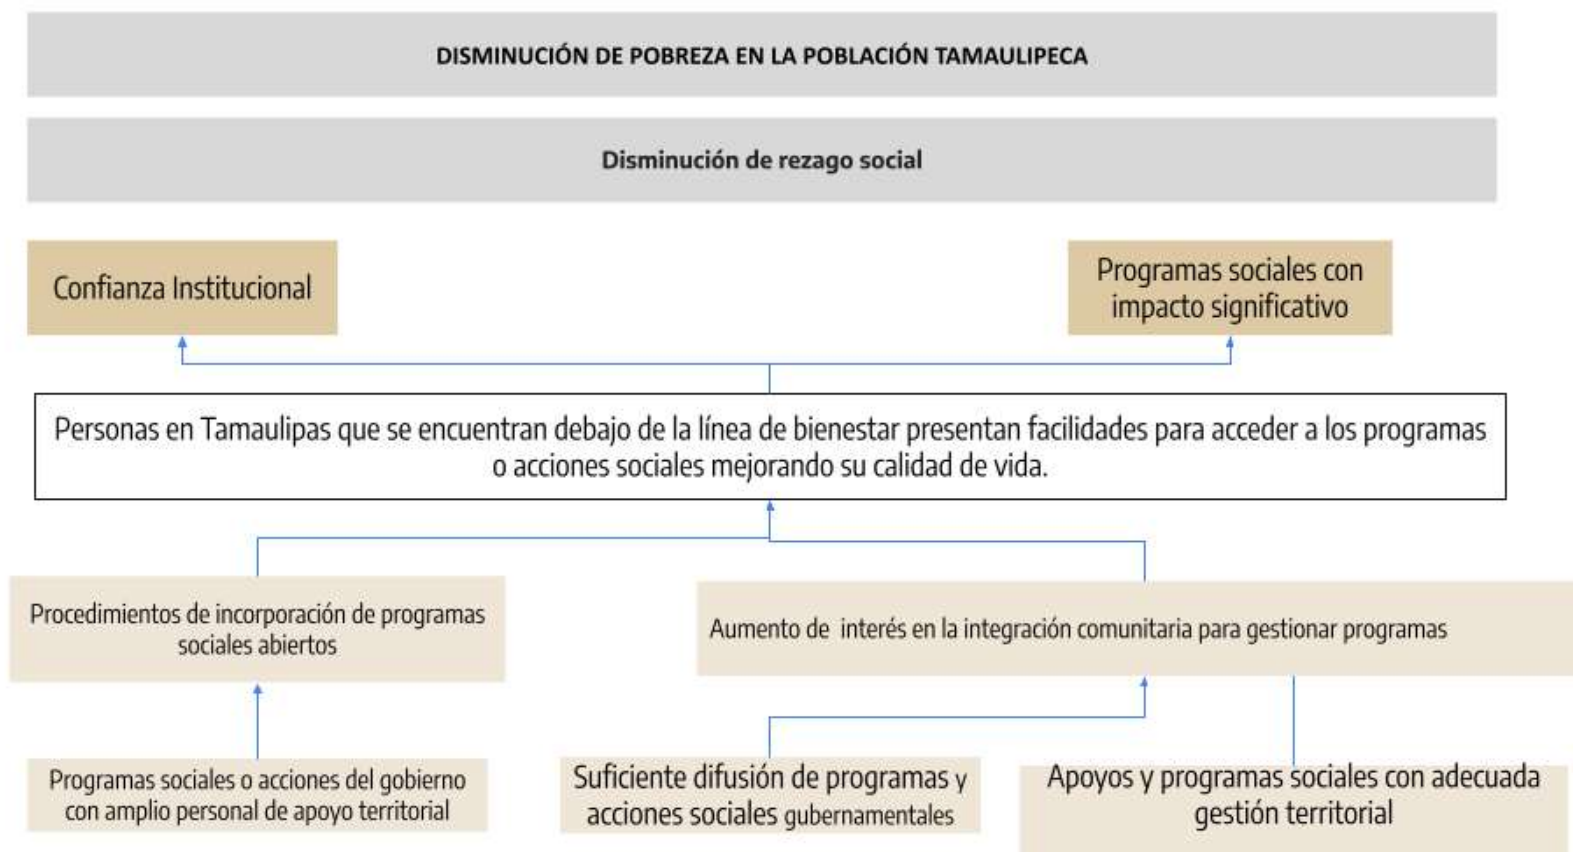 DISMINUCIÓN DE POBREZA EN LA POBLACIÓN TAMAULIPECA
Disminución de rezago social
Confianza Institucional
Programas sociales con
impacto significativo
Personas en Tamaulipas que se encuentran debajo de la línea de bienestar presentan facilidades para acceder a los programas
o acciones sociales mejorando su calidad de vida.
Procedimientos de incorporación de programas
sociales abiertos
Aumento de interés en la integración comunitaria para gestionar programas
Programas sociales o acciones del gobierno
con amplio personal de apoyo territorial
Suficiente difusión de programas y
acciones sociales gubernamentales
Apoyos y programas sociales con adecuada
gestión territorial